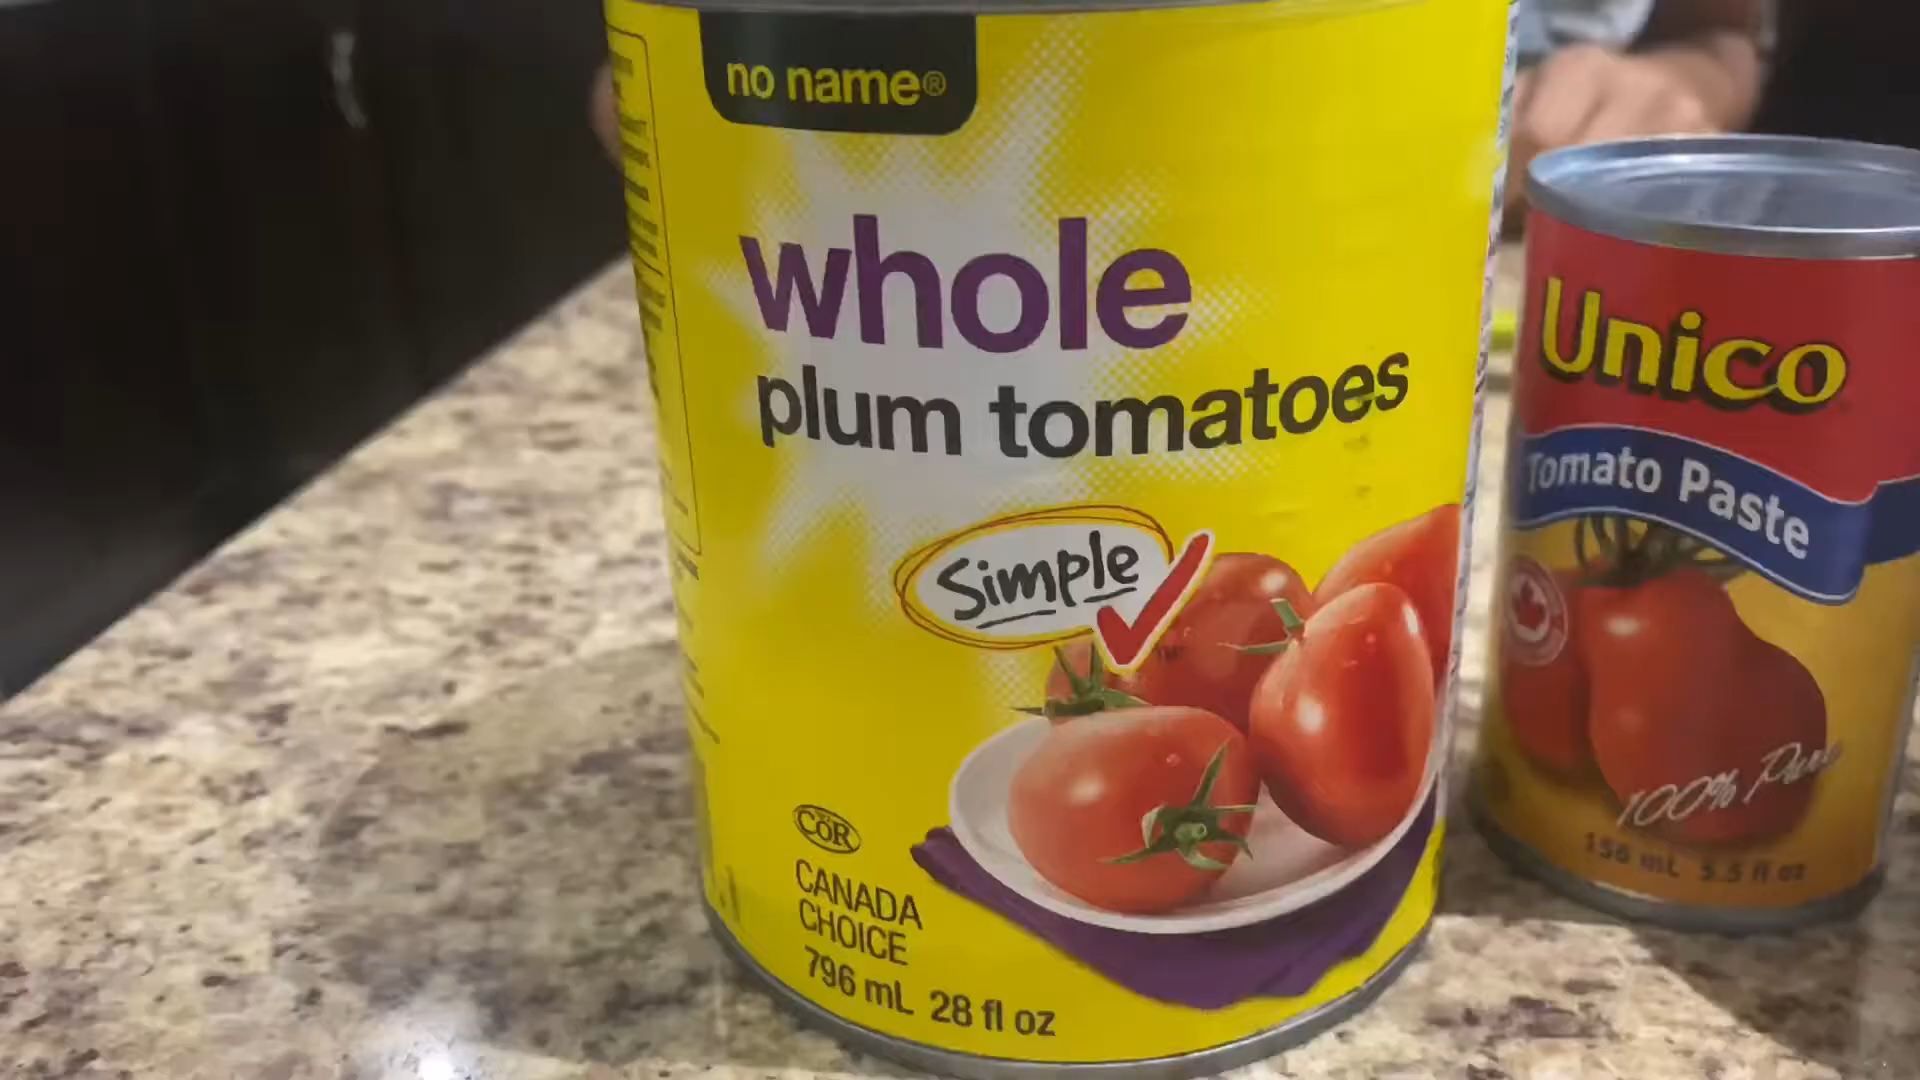 no name®
whole
plum tomatoes
Simple
COR
CANADA
CHOICE
796 mL 28 fl oz
Unico
Tomato Paste
100% Pure
156 mL 5.5 fl oz